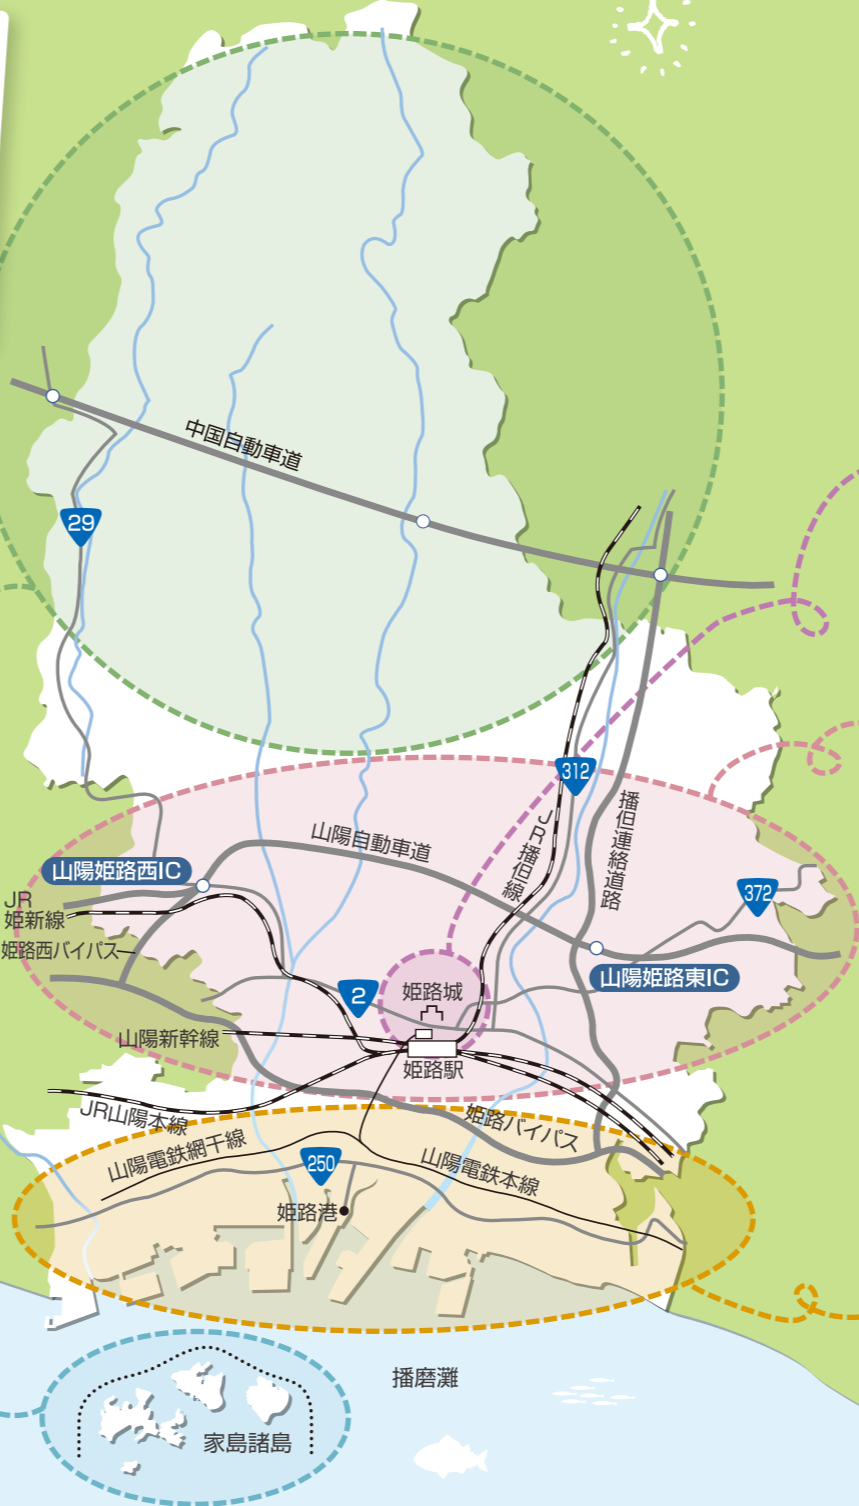 中国自動車道
29
312
播但連絡道路
JR播但線
山陽自動車道
山陽姫路西IC
372
JR
姫新線
姫路西バイパス
山陽姫路東IC
2
姫路城
山陽新幹線
姫路駅
JR山陽本線
姫路バイパス
山陽電鉄網干線
250
山陽電鉄本線
姫路港
播磨灘
家島諸島